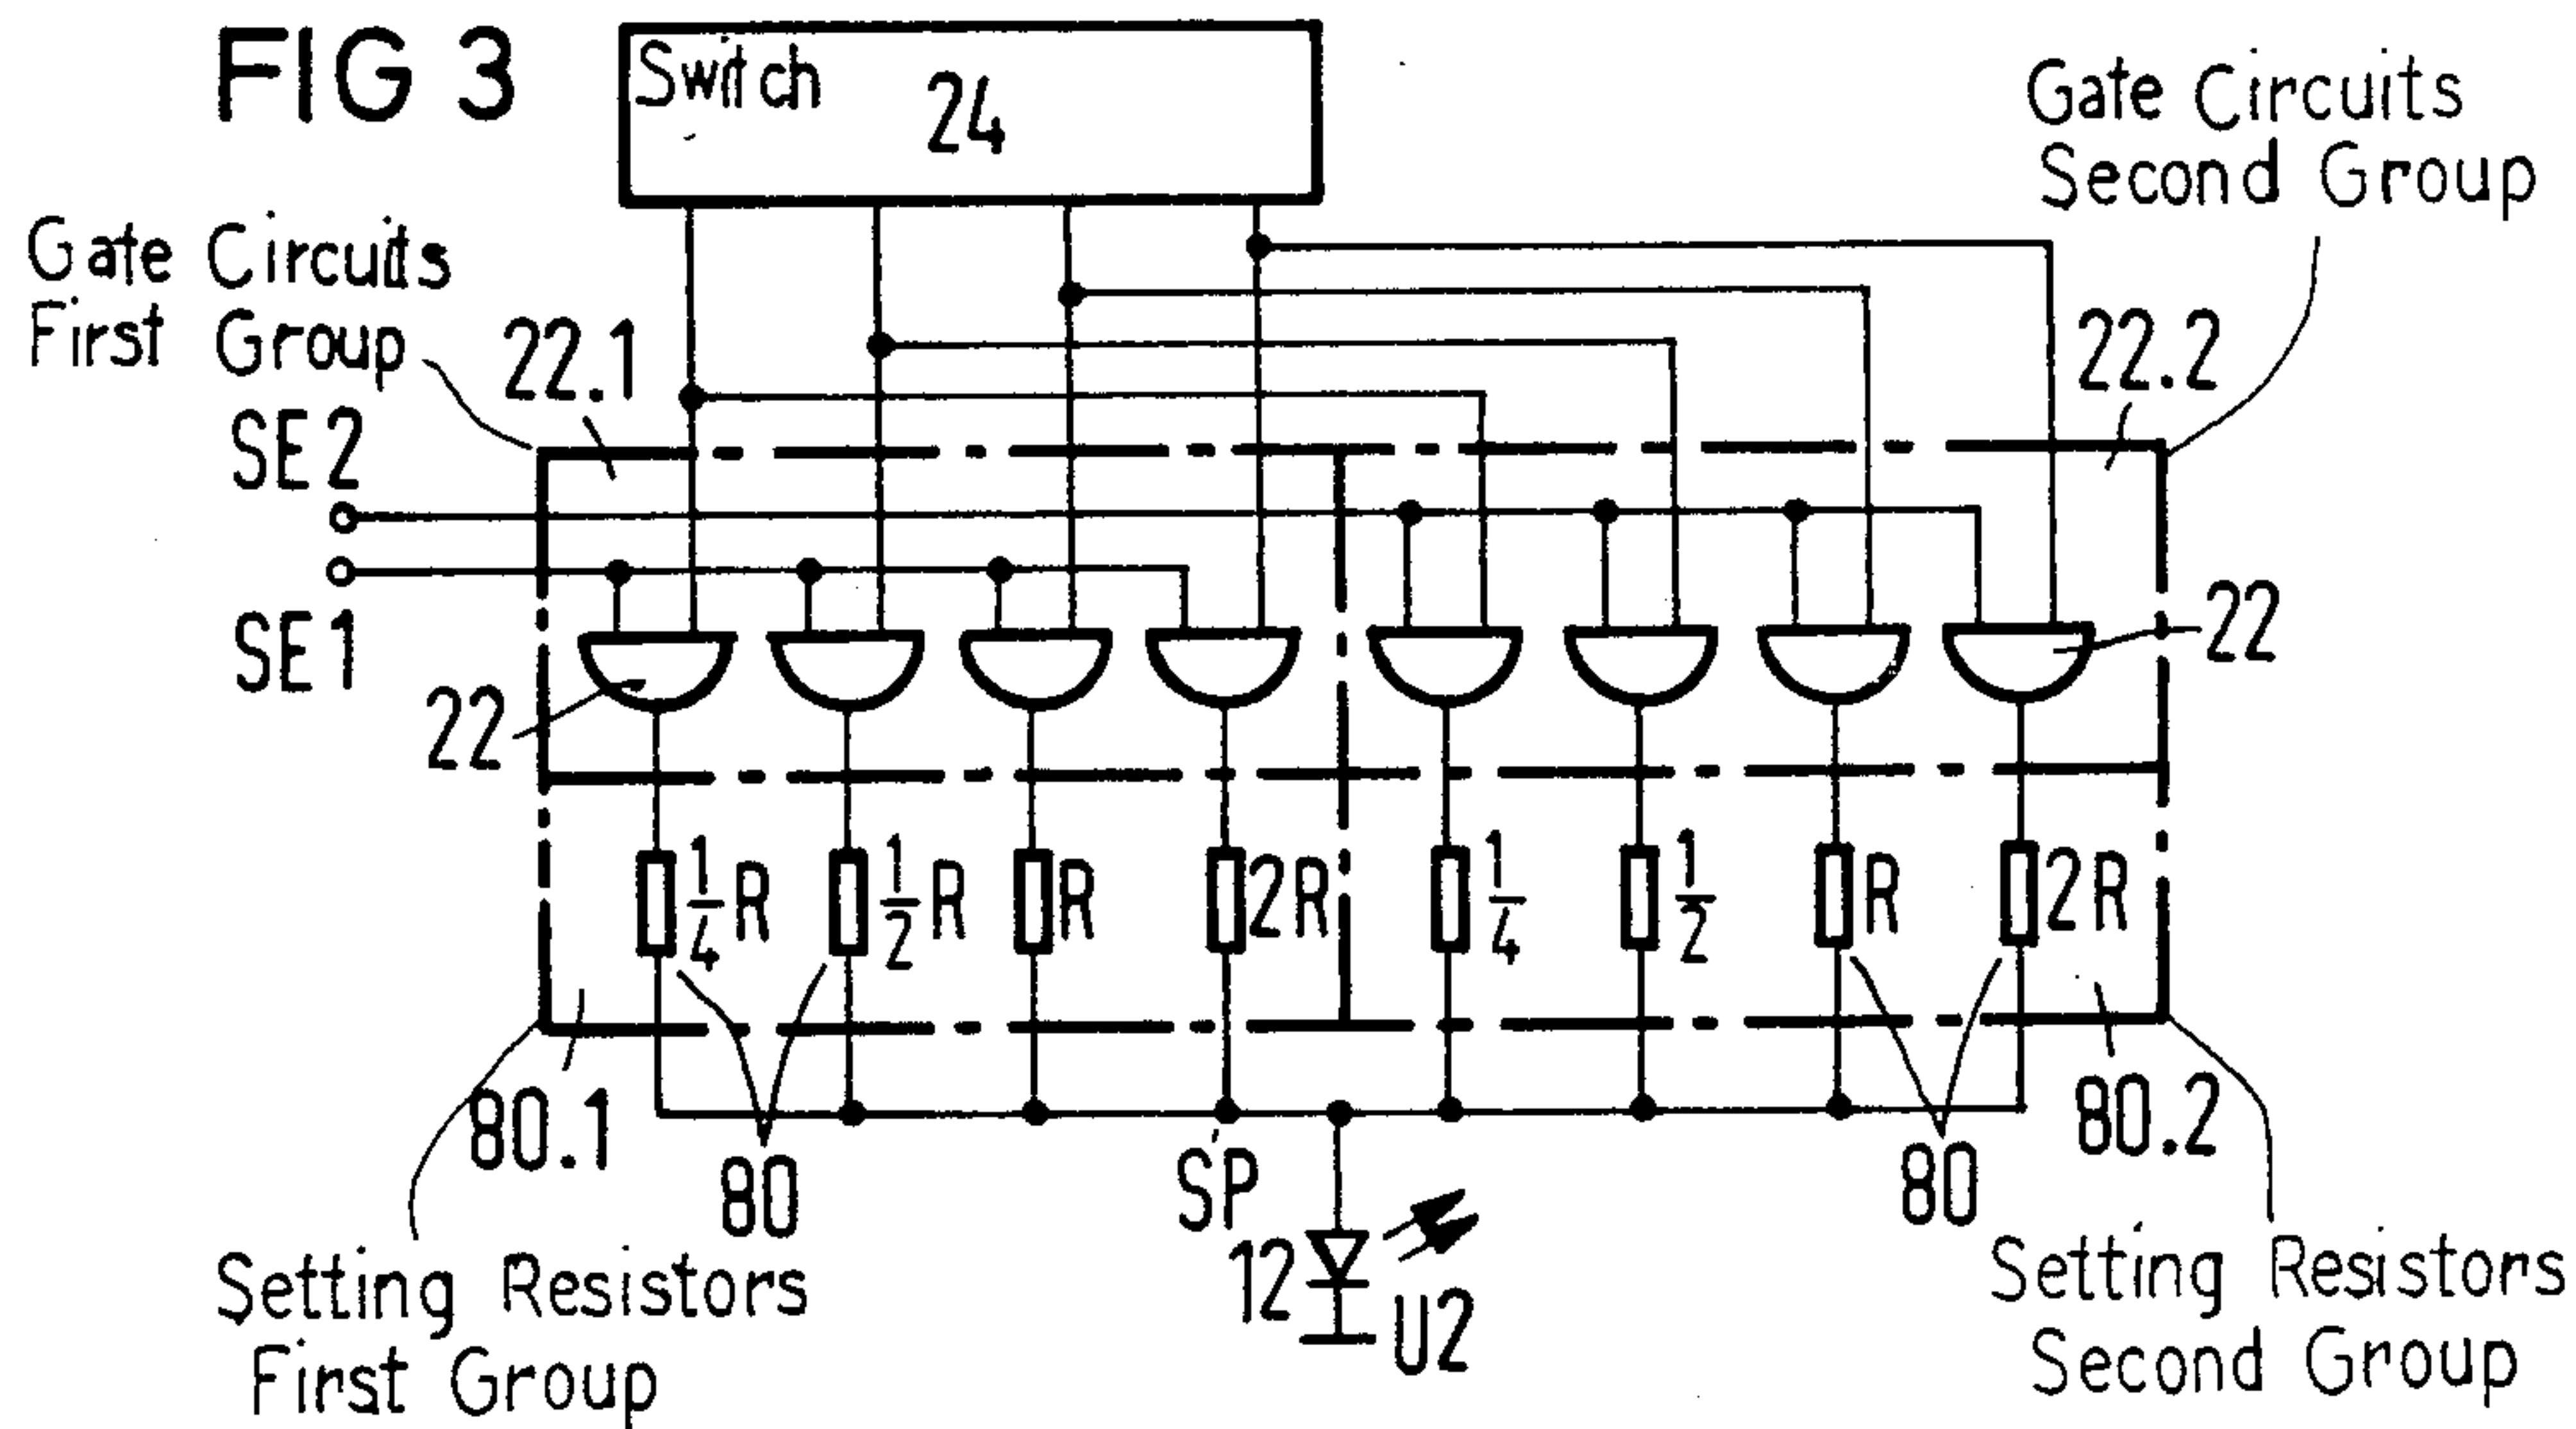 FIG 3
Switch
24
Gate Circuits
Second Group
Gate Circuits
First Group
22.1
22.2
SE2
SE1
22
22
1/4 R
1/2 R
R
2R
1/4
1/2
R
2R
80.1
80
SP
12
U2
80
80.2
Setting Resistors
First Group
Setting Resistors
Second Group